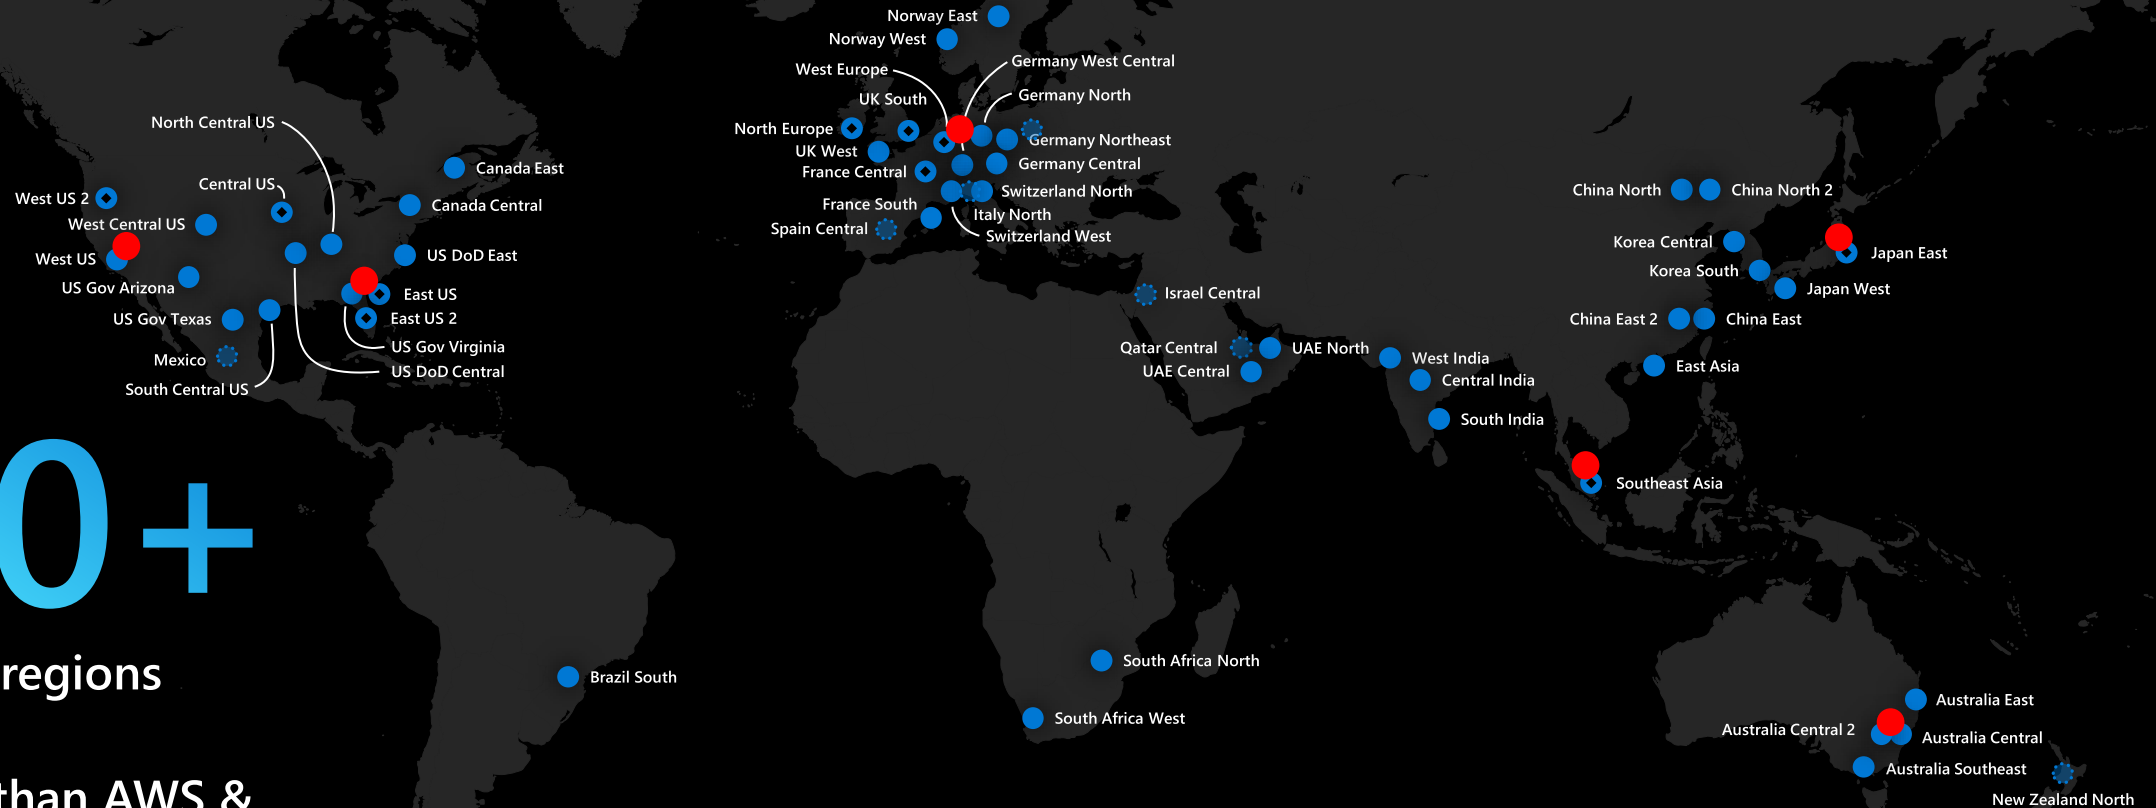 Norway East
Norway West
West Europe
Germany West Central
UK South
Germany North
North Central US
North Europe
Germany Northeast
UK West
Canada East
France Central
Germany Central
Central US
West US 2
Switzerland North
China North
China North 2
Canada Central
France South
Italy North
West Central US
Spain Central
Switzerland West
Korea Central
US DoD East
Japan East
West US
Korea South
US Gov Arizona
East US
Israel Central
Japan West
East US 2
US Gov Texas
China East 2
China East
US Gov Virginia
Qatar Central
UAE North
West India
Mexico
US DoD Central
UAE Central
East Asia
Central India
South Central US
South India
Southeast Asia
0+
regions
South Africa North
Brazil South
Australia East
South Africa West
Australia Central 2
Australia Central
Australia Southeast
than AWS &
New Zealand North